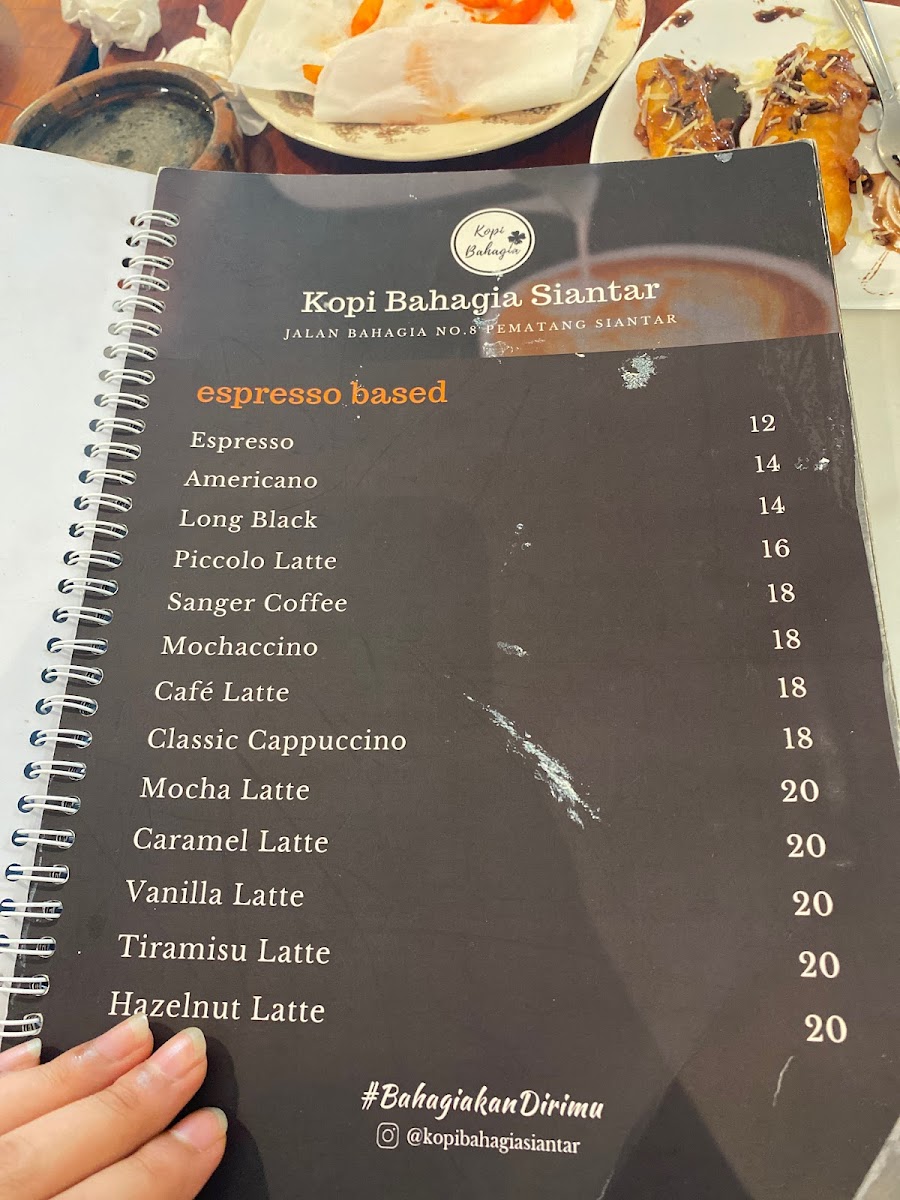 Kopi
Bahagia
Kopi Bahagia Siantar
JALAN BAHAGIA NO.8 PEMATANG SIANTAR
espresso based
Espresso 12
Americano 14
Long Black 14
Piccolo Latte 16
Sanger Coffee 18
Mochaccino 18
Café Latte 18
Classic Cappuccino 18
Mocha Latte 20
Caramel Latte 20
Vanilla Latte 20
Tiramisu Latte 20
Hazelnut Latte 20
#BahagiakanDirimu
@kopibahagiasiantar